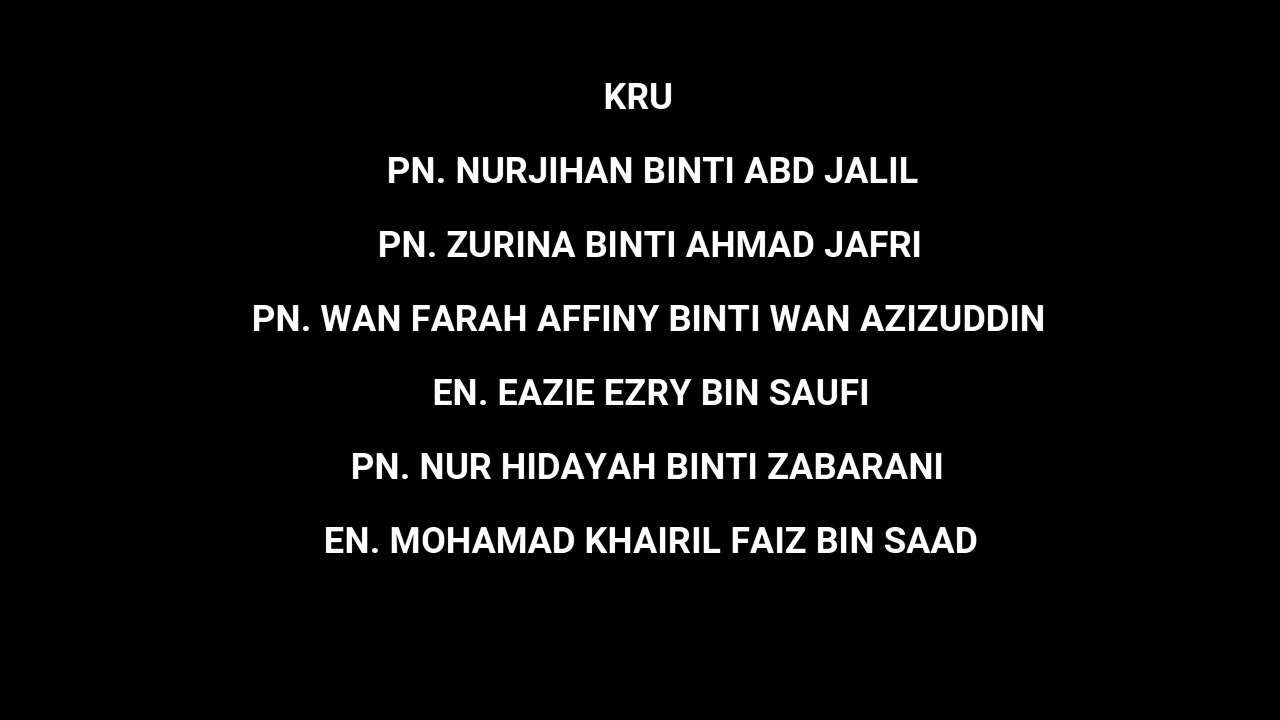 KRU
PN. NURJIHAN BINTI ABD JALIL
PN. ZURINA BINTI AHMAD JAFRI
PN. WAN FARAH AFFINY BINTI WAN AZIZUDDIN
EN. EAZIE EZRY BIN SAUFI
PN. NUR HIDAYAH BINTI ZABARANI
EN. MOHAMAD KHAIRIL FAIZ BIN SAAD